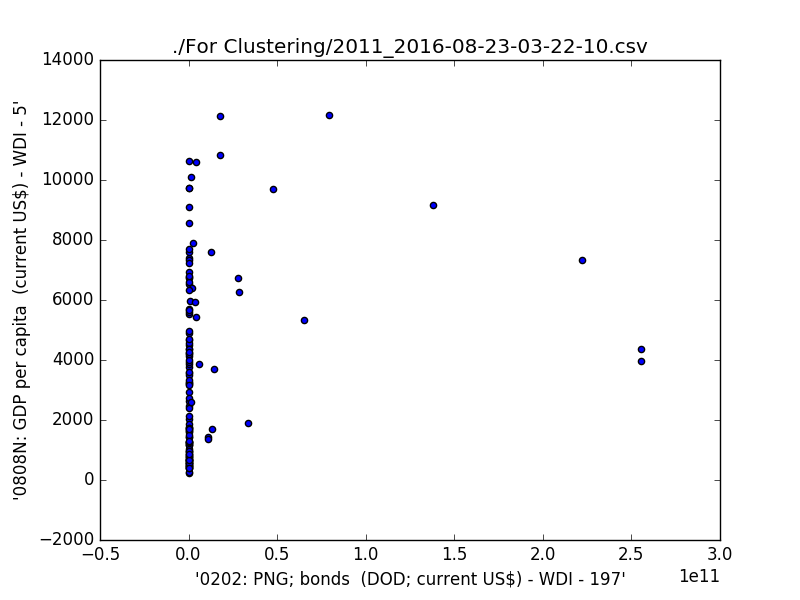 ./For Clustering/2011_2016-08-23-03-22-10.csv
'0808N: GDP per capita  (current US$) - WDI - 5'
14000
12000
10000
8000
6000
4000
2000
0
−2000
−0.5 0.0 0.5 1.0 1.5 2.0 2.5 3.0
1e11
'0202: PNG; bonds  (DOD; current US$) - WDI - 197'